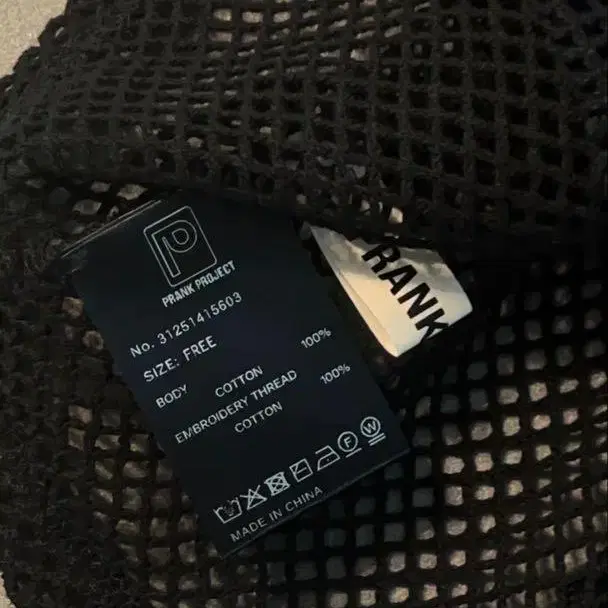 PRANK PROJECT
No. 31251415603
SIZE: FREE
BODY
COTTON 100%
EMBROIDERY THREAD
COTTON 100%
F W
MADE IN CHINA
RANK